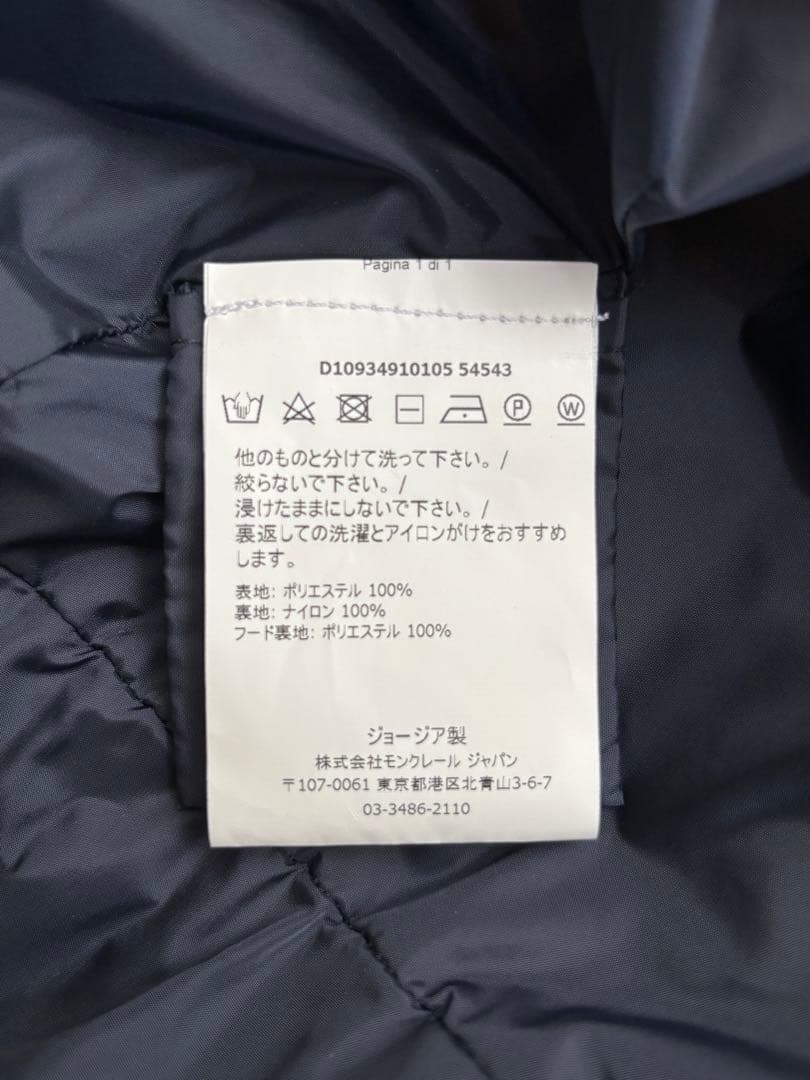 Pagina 1 di 1
D10934910105 54543
P W
他のものと分けて洗って下さい。/
絞らないで下さい。/
浸けたままにしないで下さい。/
裏返しての洗濯とアイロンがけをおすすめ
します。
表地: ポリエステル 100%
裏地: ナイロン 100%
フード裏地: ポリエステル 100%
ジョージア製
株式会社モンクレール ジャパン
〒107-0061 東京都港区北青山3-6-7
03-3486-2110